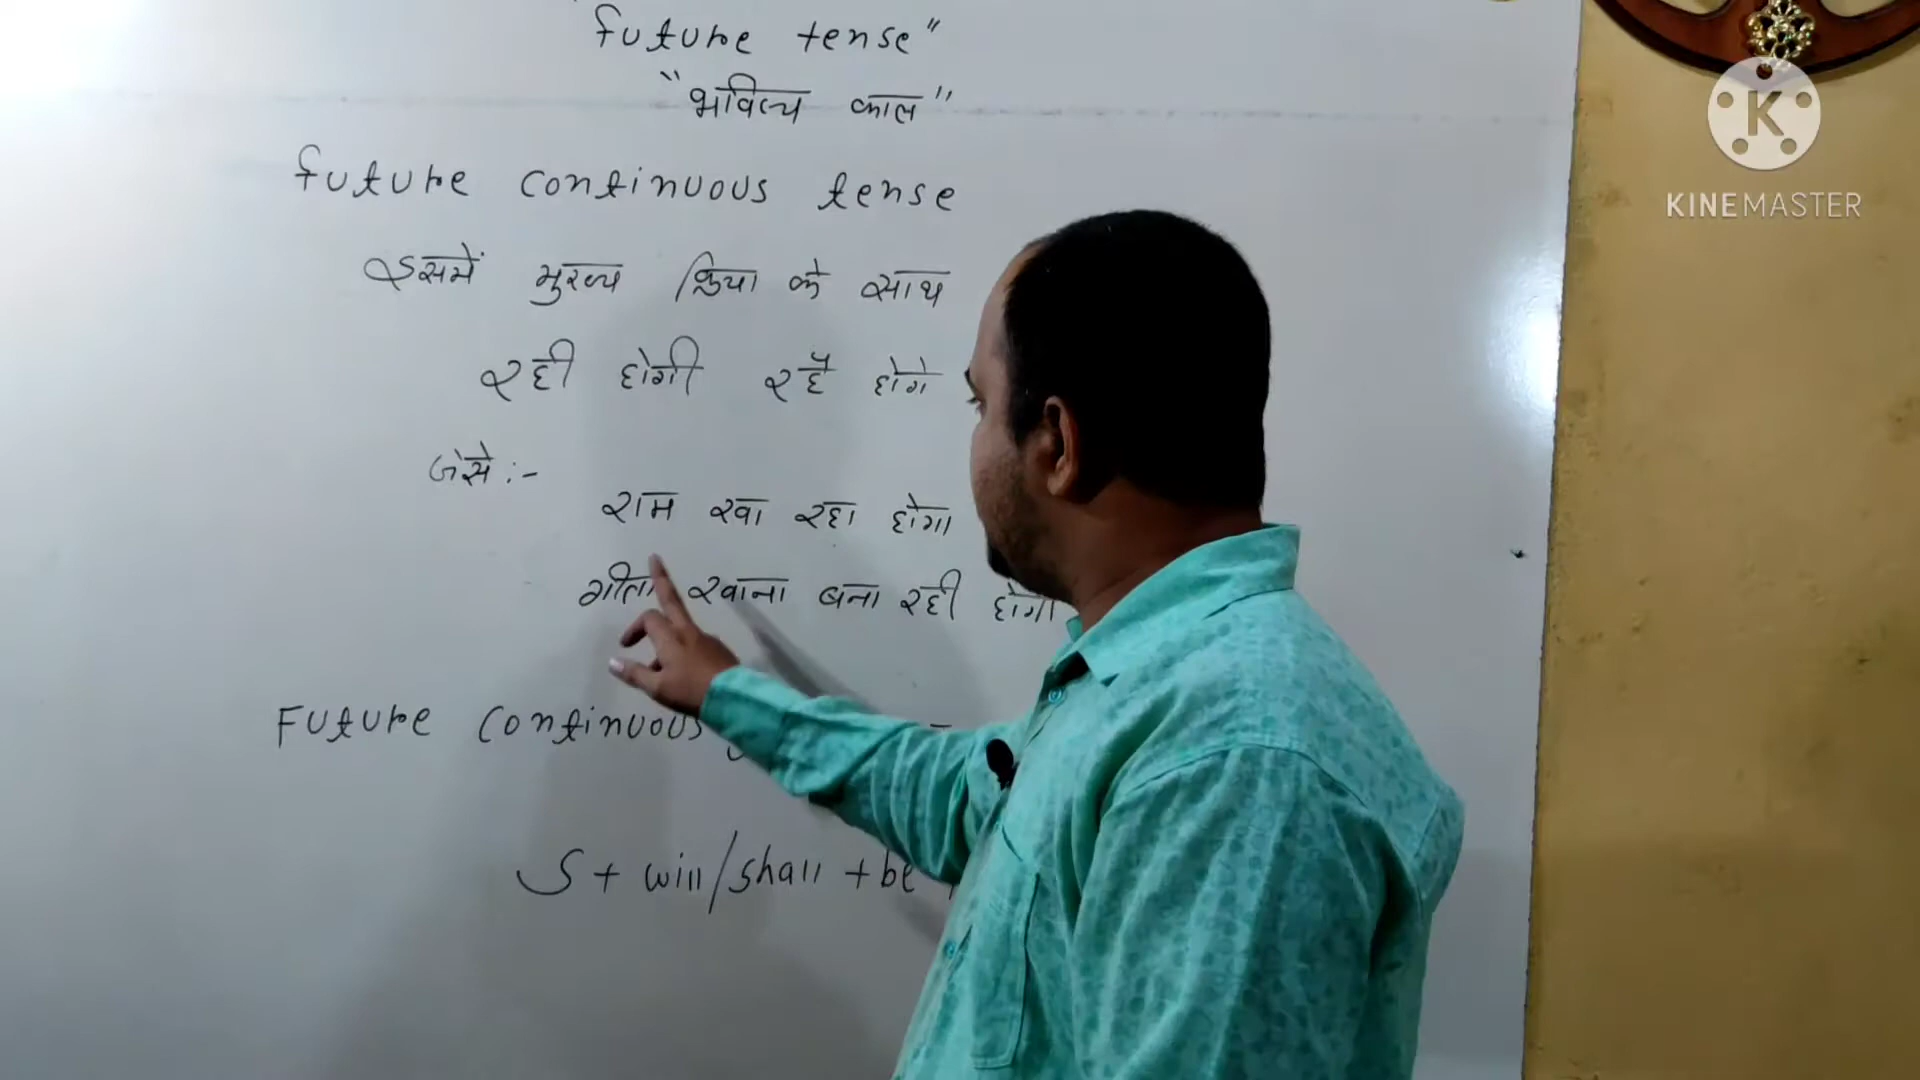 future tense"
"भविष्य काल"
future continuous tense
इसमें मुख्य क्रिया के साथ
रही होगी रहे होगे
जैसे :-
राम खा रहा होगा
गीता खाना बना रही होगी
Future continuous
S + will/shall + be
K
KINEMASTER